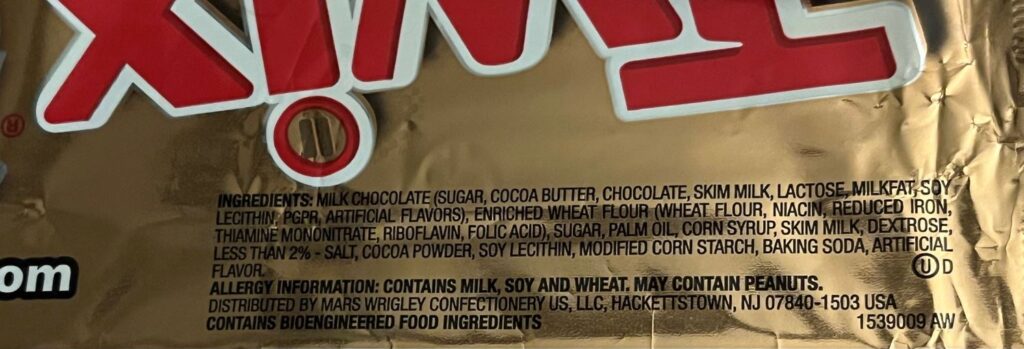 TWIX
®
INGREDIENTS: MILK CHOCOLATE (SUGAR, COCOA BUTTER, CHOCOLATE, SKIM MILK, LACTOSE, MILKFAT, SOY
LECITHIN, PGPR, ARTIFICIAL FLAVORS), ENRICHED WHEAT FLOUR (WHEAT FLOUR, NIACIN, REDUCED IRON,
THIAMINE MONONITRATE, RIBOFLAVIN, FOLIC ACID), SUGAR, PALM OIL, CORN SYRUP, SKIM MILK, DEXTROSE,
LESS THAN 2% - SALT, COCOA POWDER, SOY LECITHIN, MODIFIED CORN STARCH, BAKING SODA, ARTIFICIAL
FLAVOR.
Ⓤ D
ALLERGY INFORMATION: CONTAINS MILK, SOY AND WHEAT. MAY CONTAIN PEANUTS.
DISTRIBUTED BY MARS WRIGLEY CONFECTIONERY US, LLC, HACKETTSTOWN, NJ 07840-1503 USA
CONTAINS BIOENGINEERED FOOD INGREDIENTS
1539009 AW
om